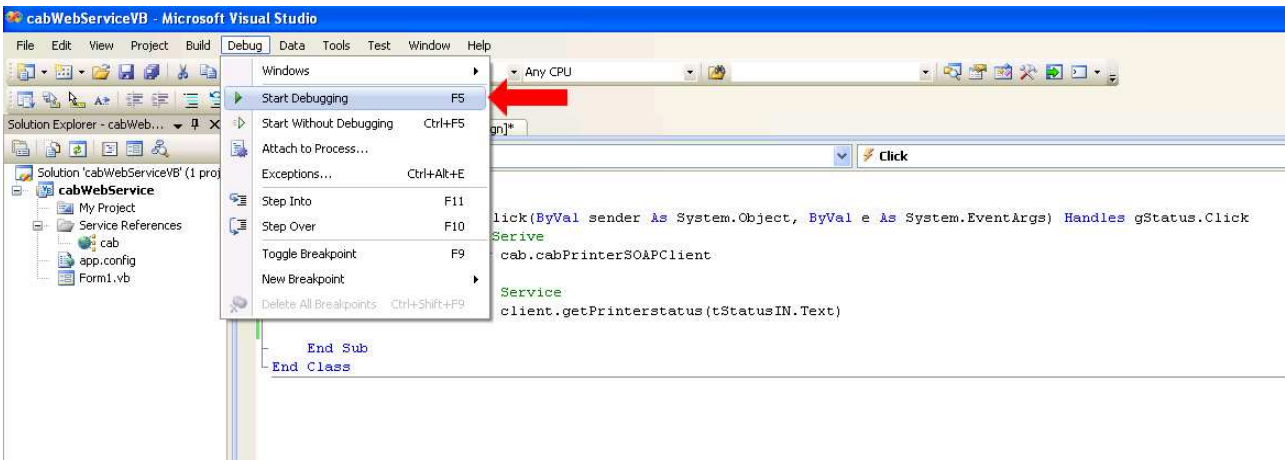 cabWebServiceVB - Microsoft Visual Studio
File Edit View Project Build Debug Data Tools Test Window Help
Windows
Any CPU
Start Debugging F5
Solution Explorer - cabWeb...
Start Without Debugging Ctrl+F5
gn]*
Attach to Process...
Click
Solution 'cabWebServiceVB' (1 proj
Exceptions... Ctrl+Alt+E
cabWebService
My Project
Step Into F11
lick(ByVal sender As System.Object, ByVal e As System.EventArgs) Handles gStatus.Click
Service References
Step Over F10
Serive
cab
Toggle Breakpoint F9
cab.cabPrinterSOAPClient
app.config
Form1.vb
New Breakpoint
Service
Delete All Breakpoints Ctrl+Shift+F9
client.getPrinterstatus(tStatusIN.Text)
End Sub
End Class